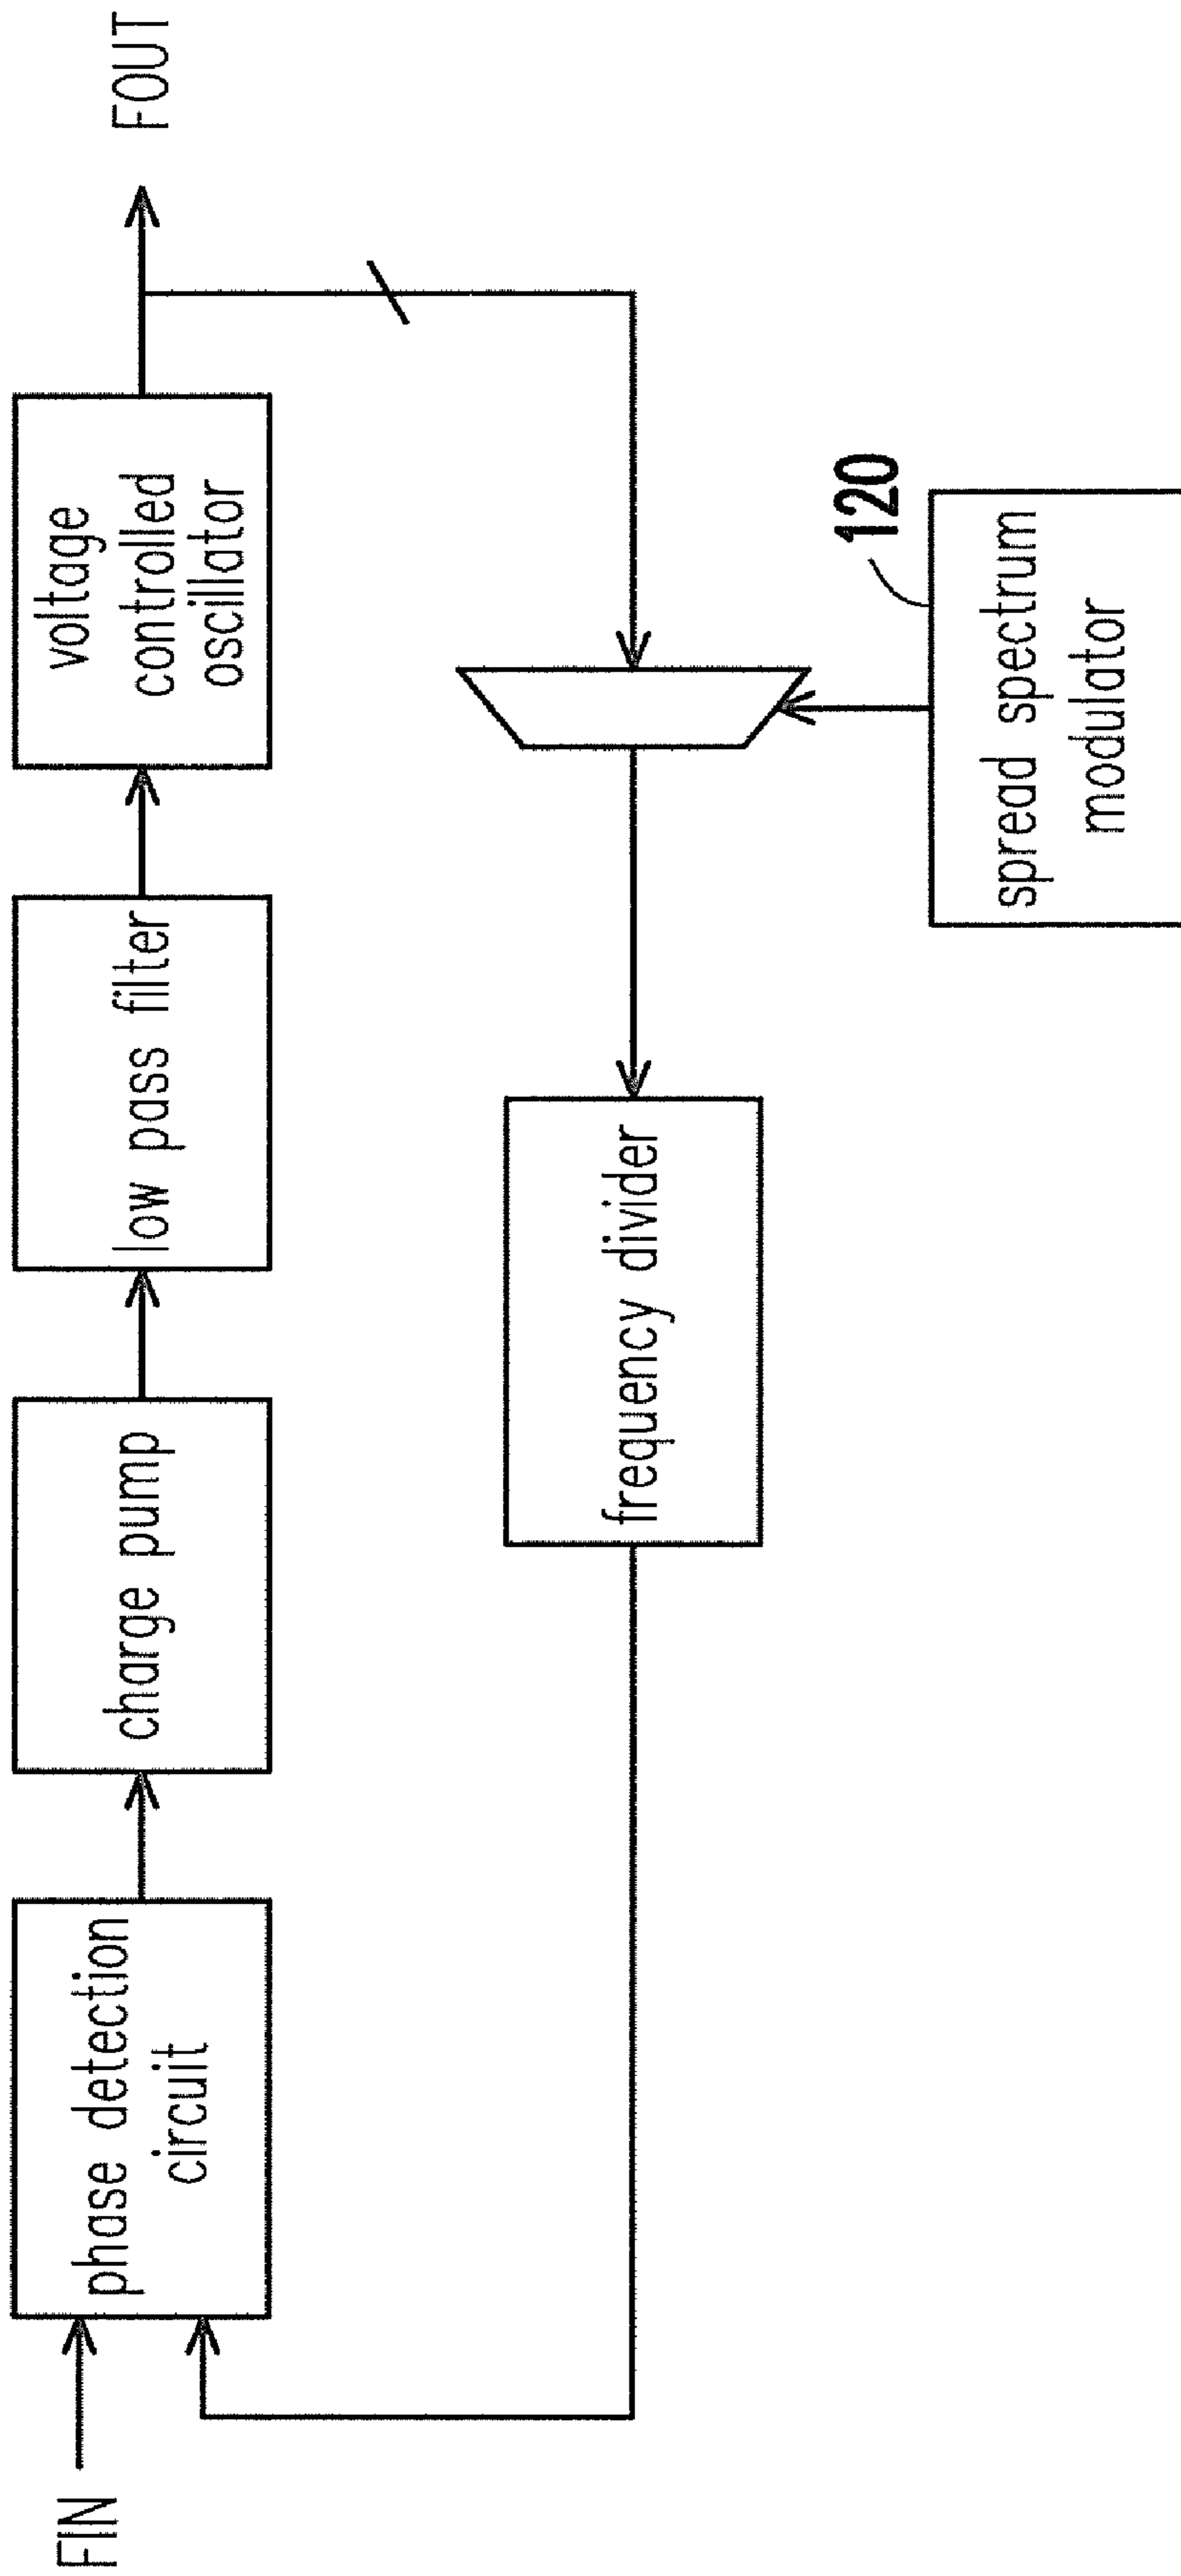 FIN
phase detection
circuit
charge pump
low pass filter
voltage
controlled
oscillator
FOUT
frequency divider
120
spread spectrum
modulator